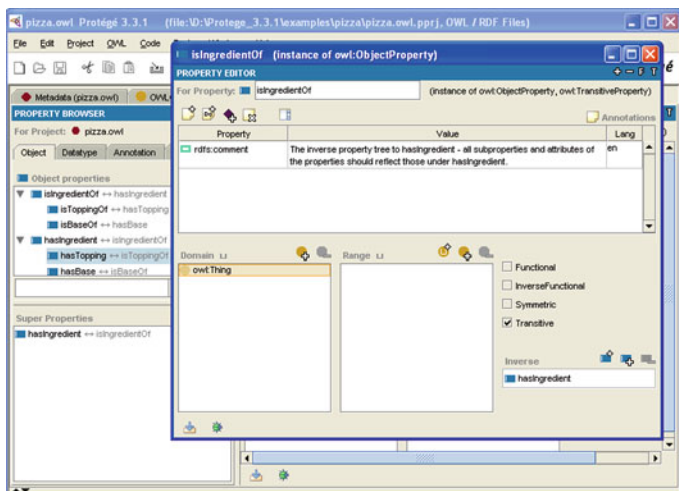 pizza.owl Protégé 3.3.1 (file:\D:\Protege_3.3.1\examples\pizza\pizza.owl.pprj, OWL / RDF Files)
File Edit Project OWL Code
isIngredientOf (instance of owl:ObjectProperty)
PROPERTY EDITOR
For Property: isIngredientOf (instance of owl:ObjectProperty, owl:TransitiveProperty)
Annotations
Property Value Lang
rdfs:comment The inverse property tree to hasIngredient - all subproperties and attributes of en
the properties should reflect those under hasIngredient.
Domain Range
owl:Thing
Functional
InverseFunctional
Symmetric
Transitive
Inverse
hasIngredient
Metadata (pizza.owl)
PROPERTY BROWSER
For Project: pizza.owl
Object Datatype Annotation
Object properties
isIngredientOf ↔ hasIngredient
isToppingOf ↔ hasTopping
isBaseOf ↔ hasBase
hasIngredient ↔ isIngredientOf
hasTopping ↔ isToppingOf
hasBase ↔ isBaseOf
Super Properties
hasIngredient ↔ isIngredientOf